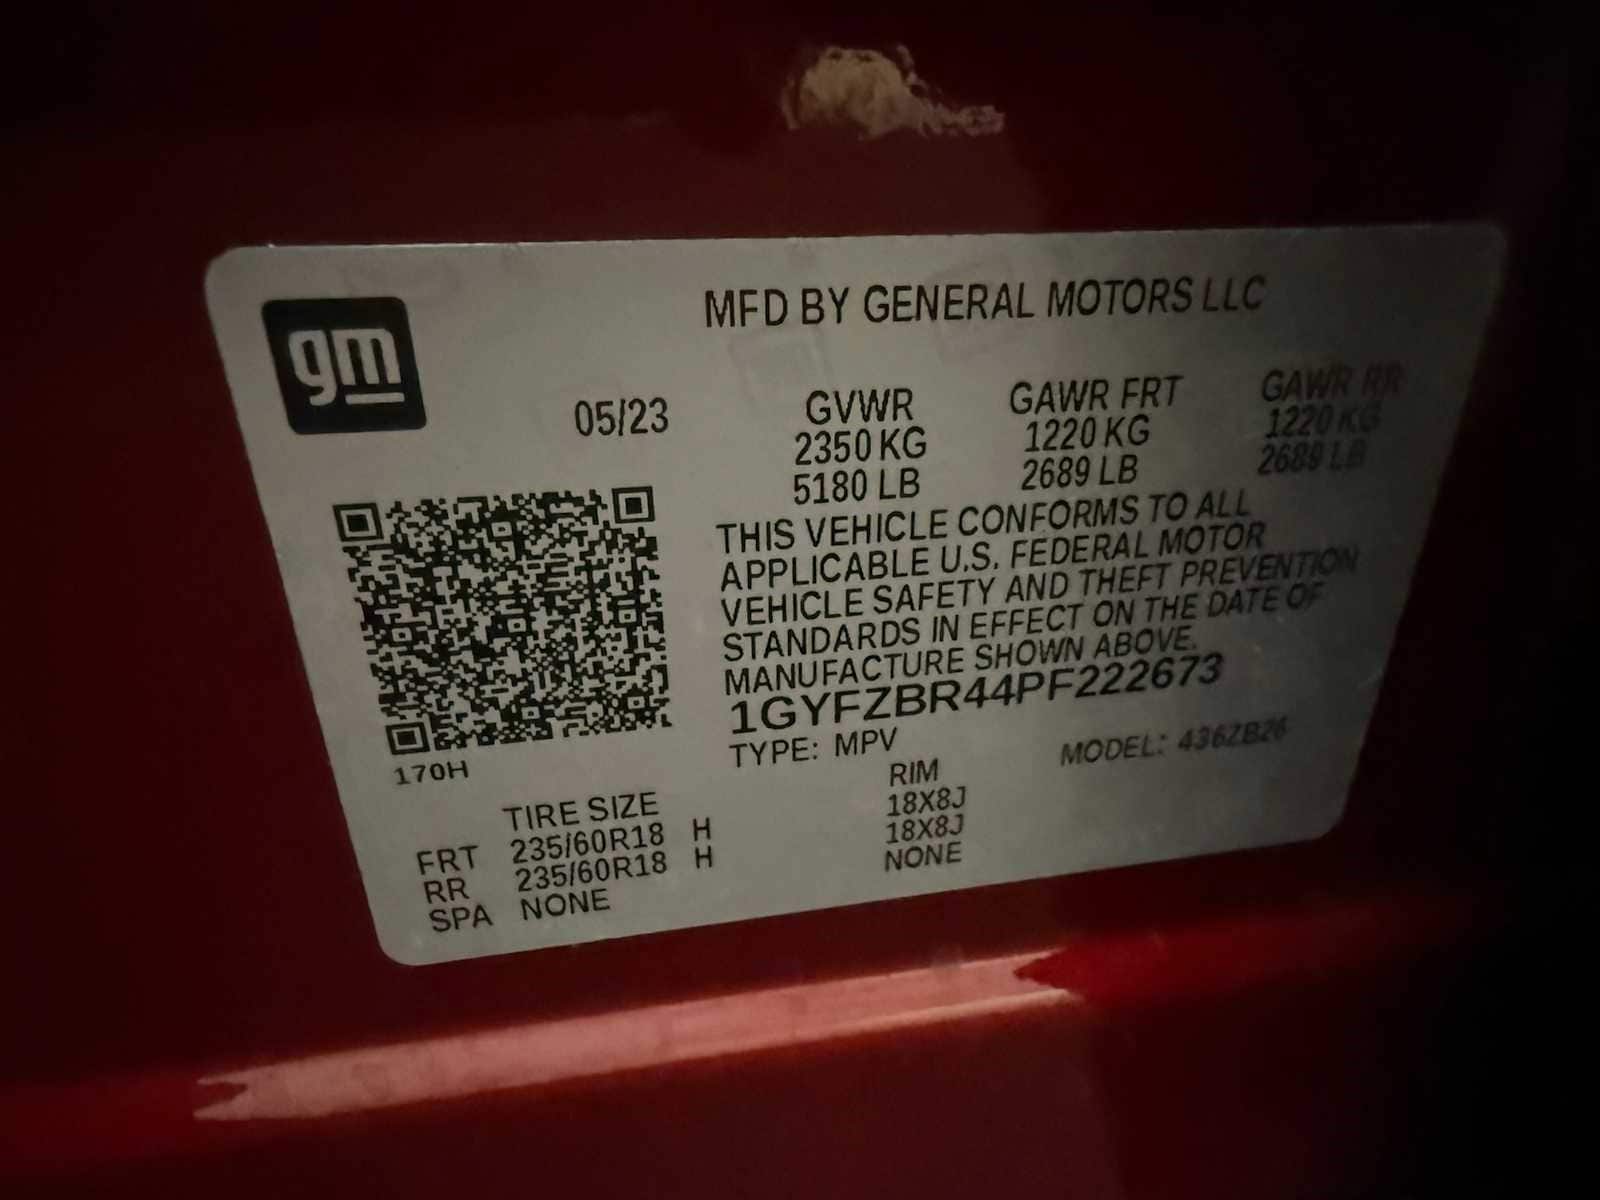 gm
MFD BY GENERAL MOTORS LLC
05/23 GVWR GAWR FRT GAWR RR
2350 KG 1220 KG 1220 KG
5180 LB 2689 LB 2689 LB
THIS VEHICLE CONFORMS TO ALL
APPLICABLE U.S. FEDERAL MOTOR
VEHICLE SAFETY AND THEFT PREVENTION
STANDARDS IN EFFECT ON THE DATE OF
MANUFACTURE SHOWN ABOVE.
1GYFZBR44PF222673
170H
TYPE: MPV MODEL: 436ZB26
TIRE SIZE RIM
FRT 235/60R18 H 18X8J
RR 235/60R18 H 18X8J
SPA NONE NONE